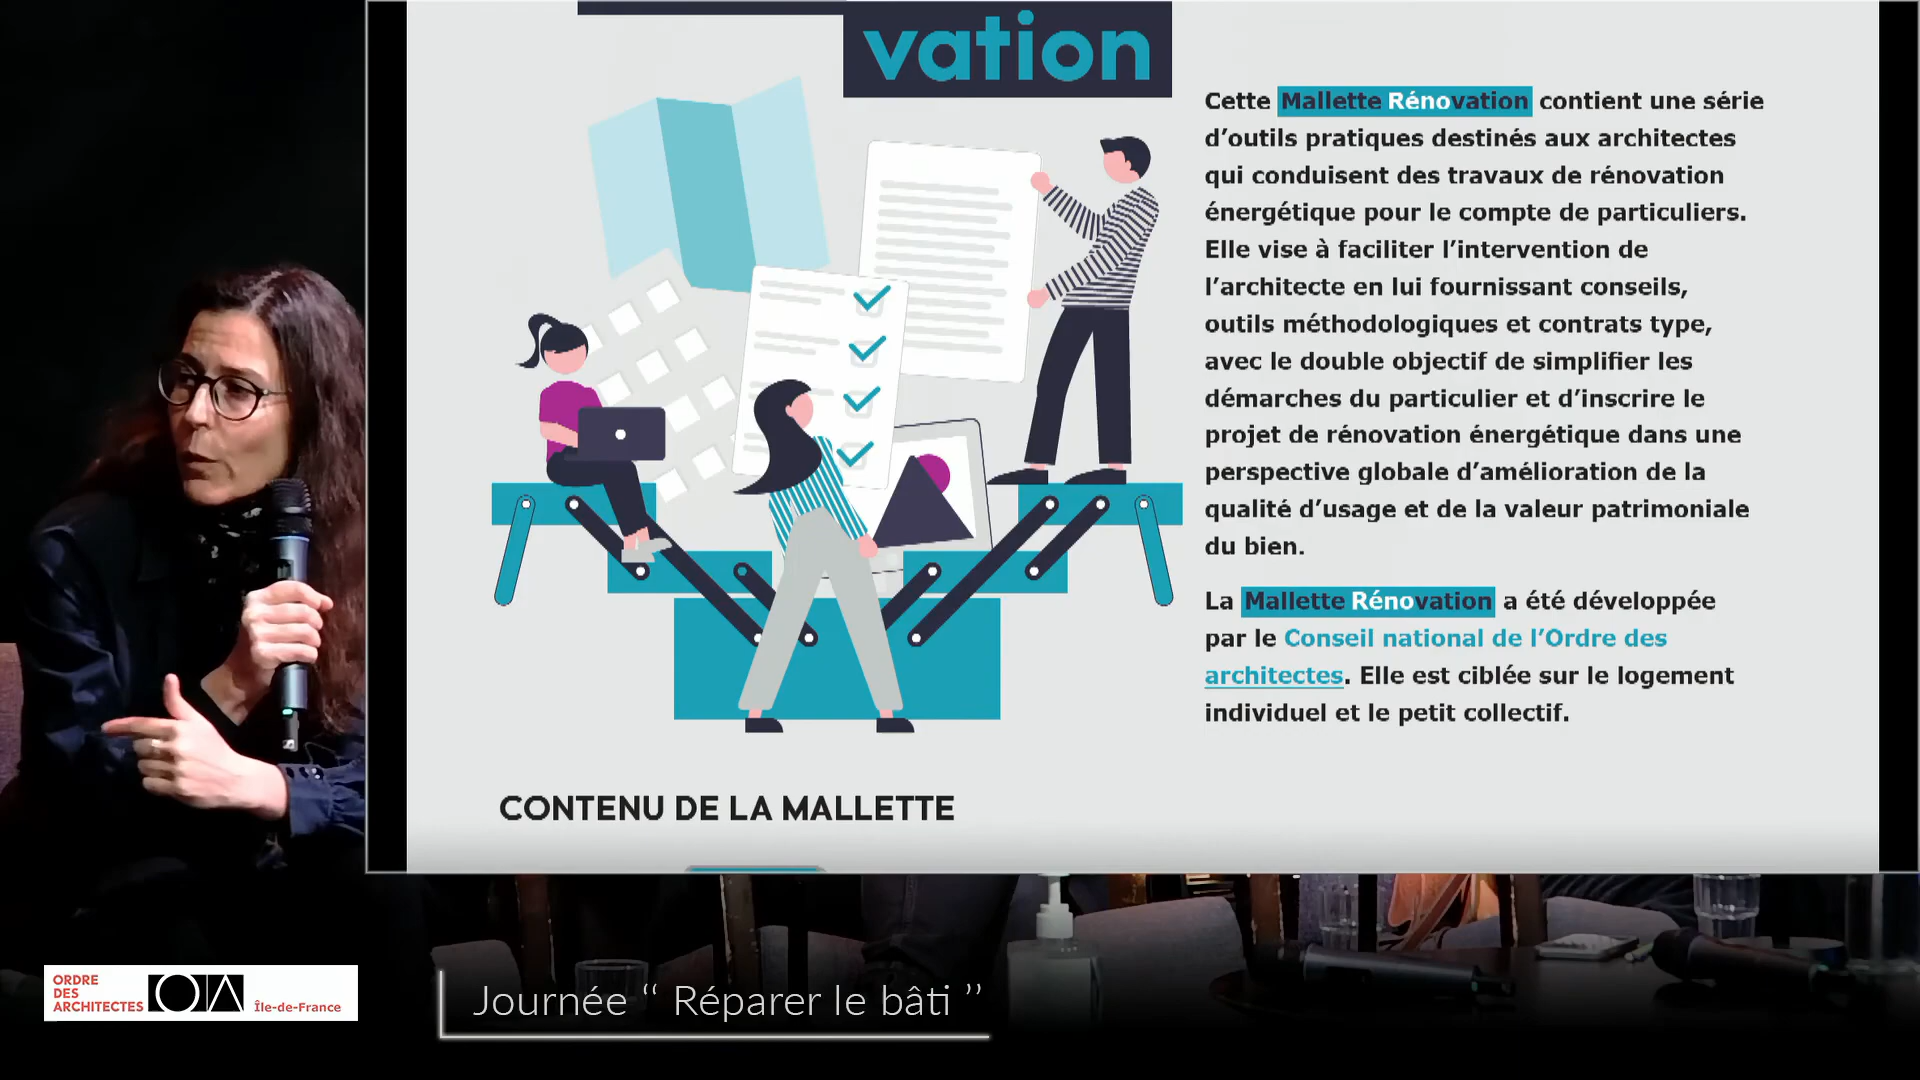 vation
Cette Mallette Rénovation contient une série
d’outils pratiques destinés aux architectes
qui conduisent des travaux de rénovation
énergétique pour le compte de particuliers.
Elle vise à faciliter l’intervention de
l’architecte en lui fournissant conseils,
outils méthodologiques et contrats type,
avec le double objectif de simplifier les
démarches du particulier et d’inscrire le
projet de rénovation énergétique dans une
perspective globale d’amélioration de la
qualité d’usage et de la valeur patrimoniale
du bien.
La Mallette Rénovation a été développée
par le Conseil national de l’Ordre des
architectes. Elle est ciblée sur le logement
individuel et le petit collectif.
CONTENU DE LA MALLETTE
ORDRE
DES
ARCHITECTES
Île-de-France
Journée “ Réparer le bâti ”